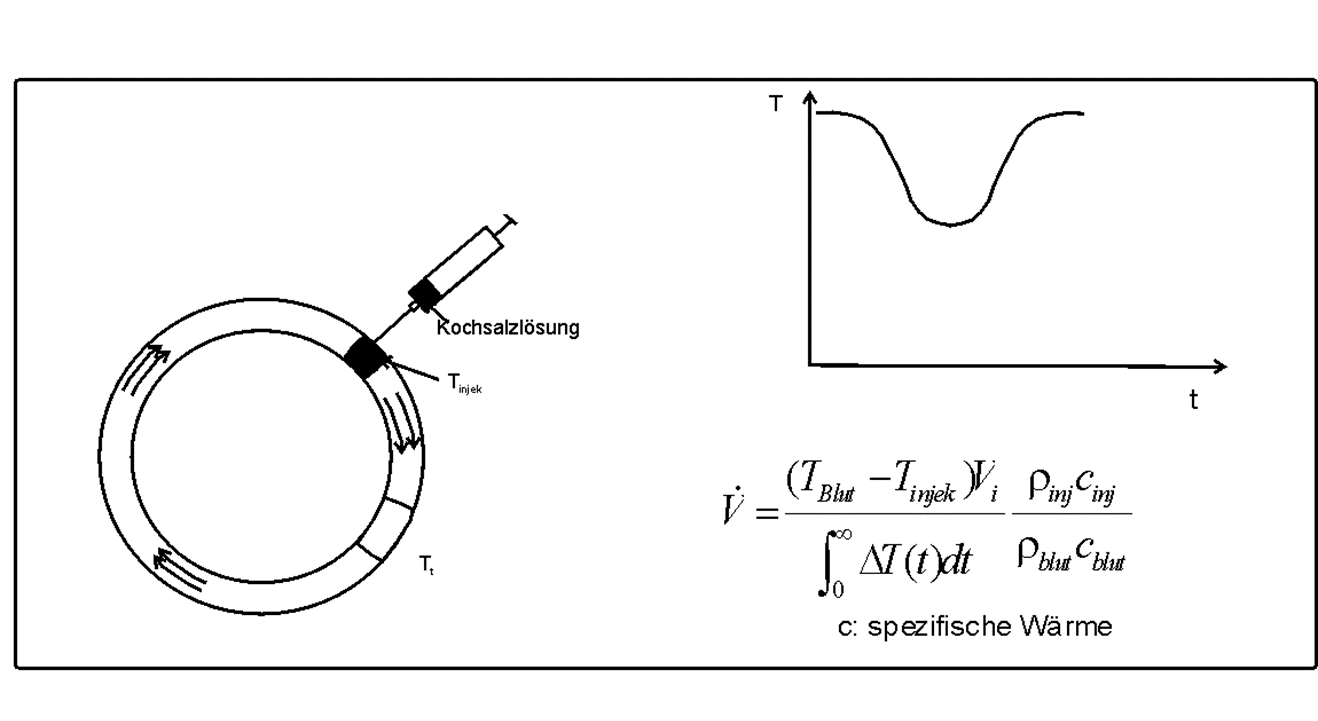 T
Kochsalzlösung
T_injek
t
V̇ = (T_Blut − T_injek)V_i / ∫_0^∞ ΔT(t)dt · ρ_inj c_inj / ρ_blut c_blut
T_t
c: spezifische Wärme